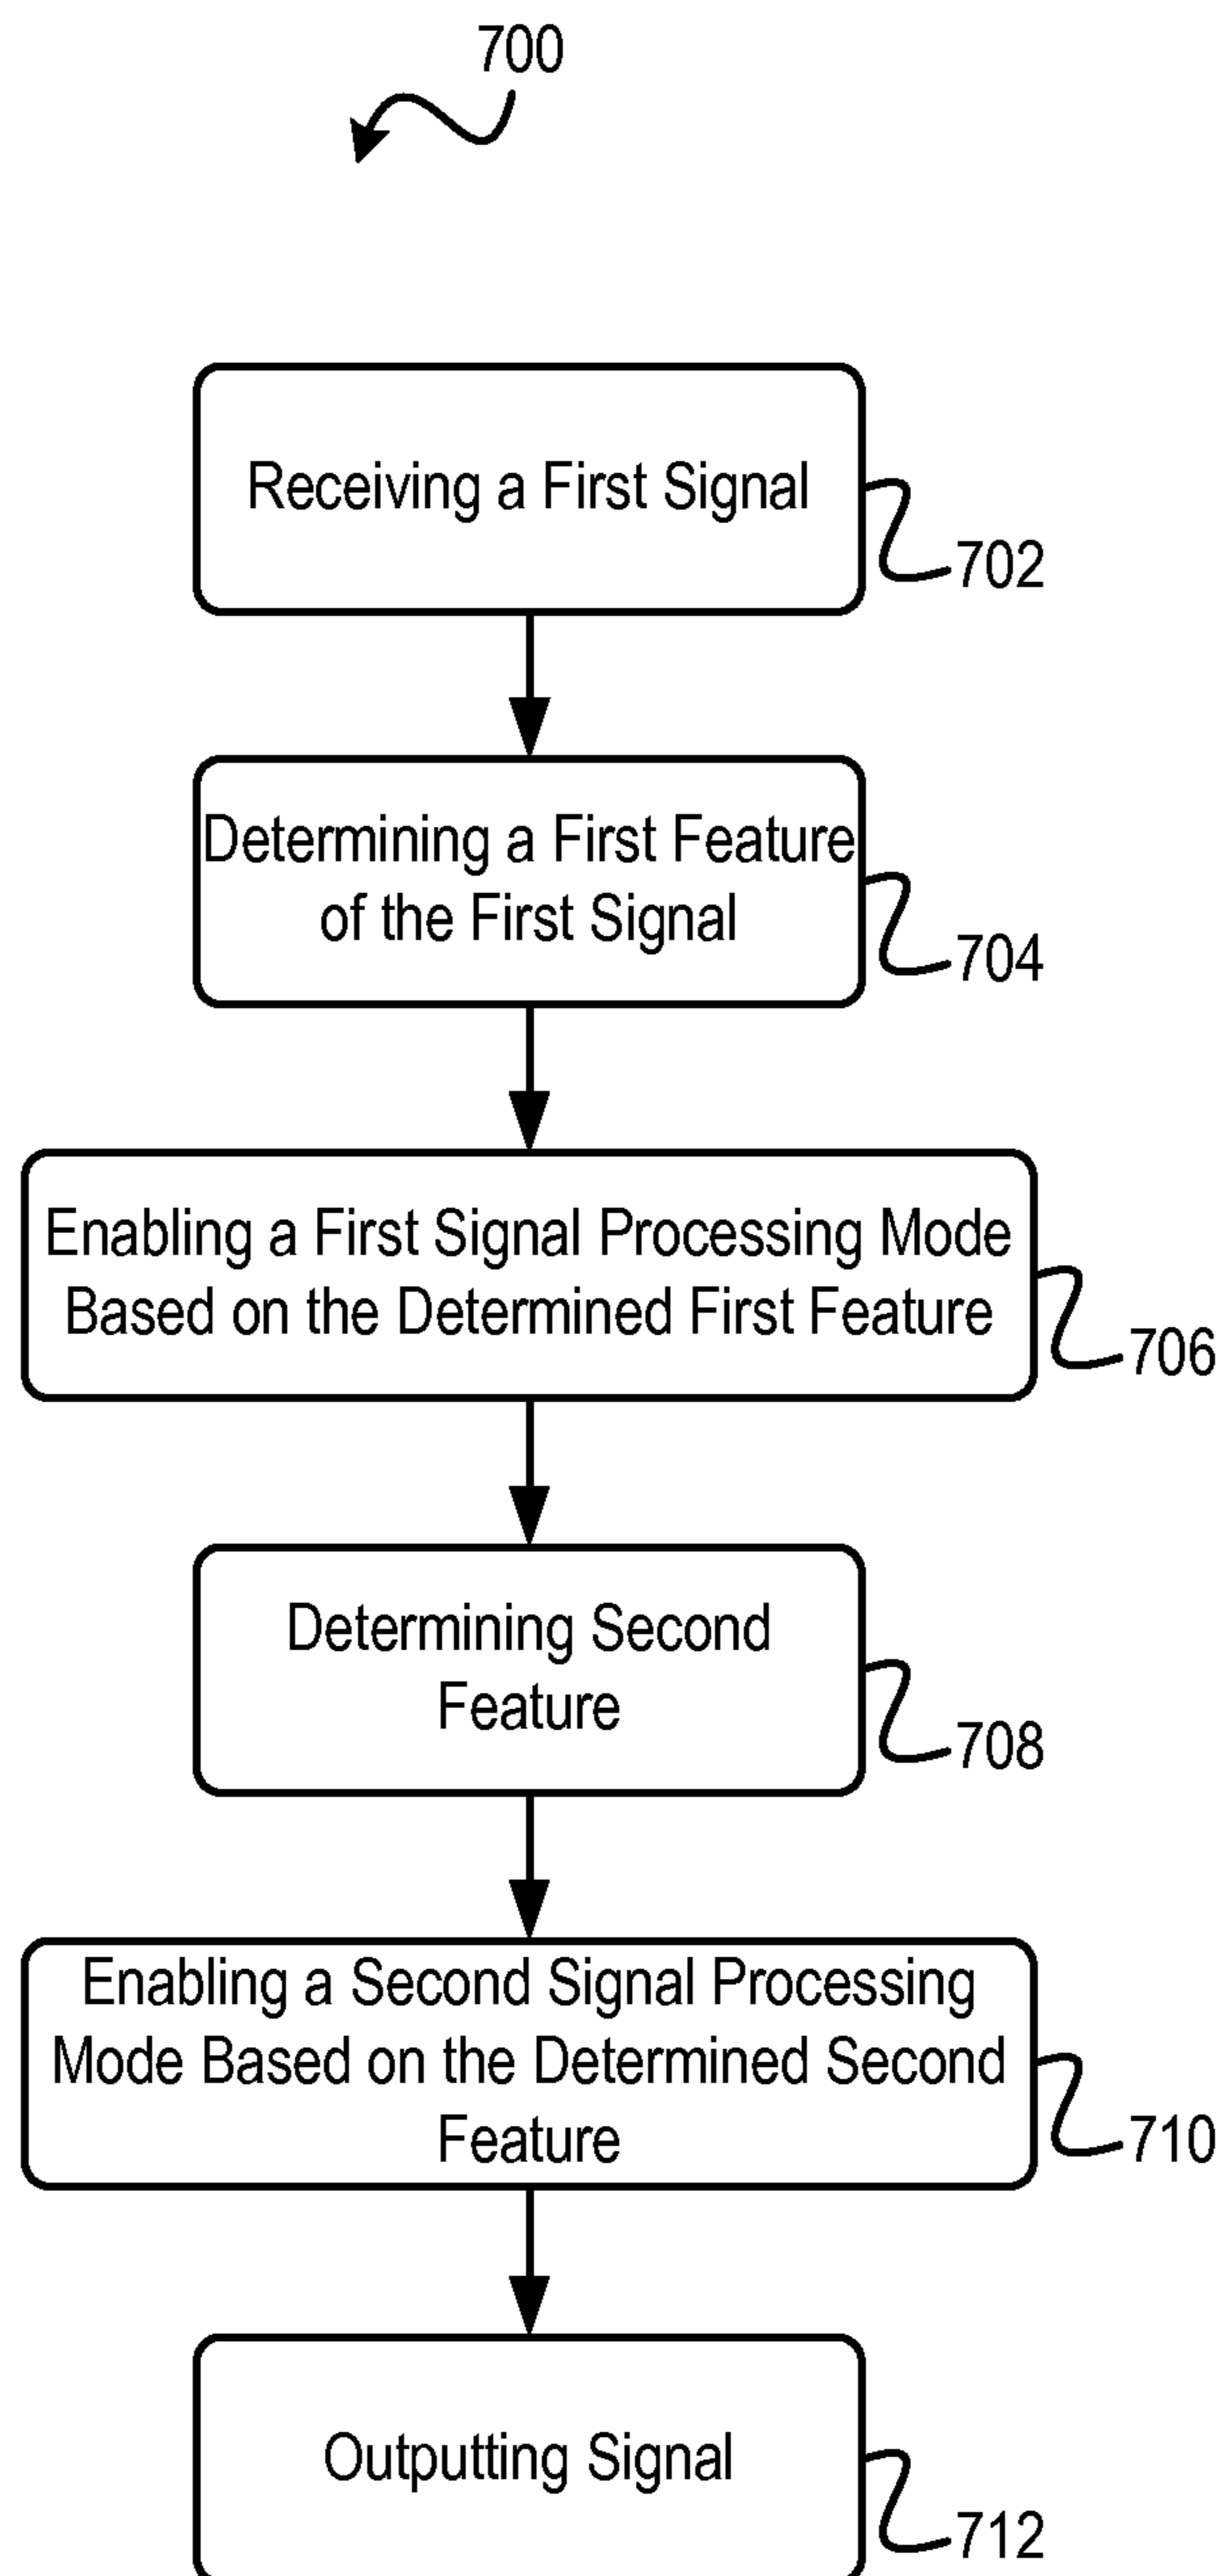 700
Receiving a First Signal
702
Determining a First Feature
of the First Signal
704
Enabling a First Signal Processing Mode
Based on the Determined First Feature
706
Determining Second
Feature
708
Enabling a Second Signal Processing
Mode Based on the Determined Second
Feature
710
Outputting Signal
712